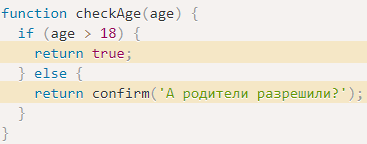 function checkAge(age) {
  if (age > 18) {
    return true;
  } else {
    return confirm('А родители разрешили?');
  }
}